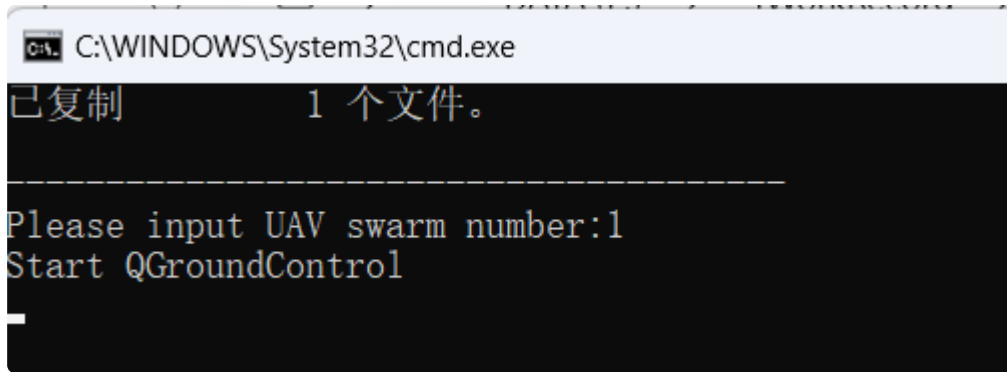 C:\WINDOWS\System32\cmd.exe
已复制         1 个文件。
---------------------------------------
Please input UAV swarm number:1
Start QGroundControl